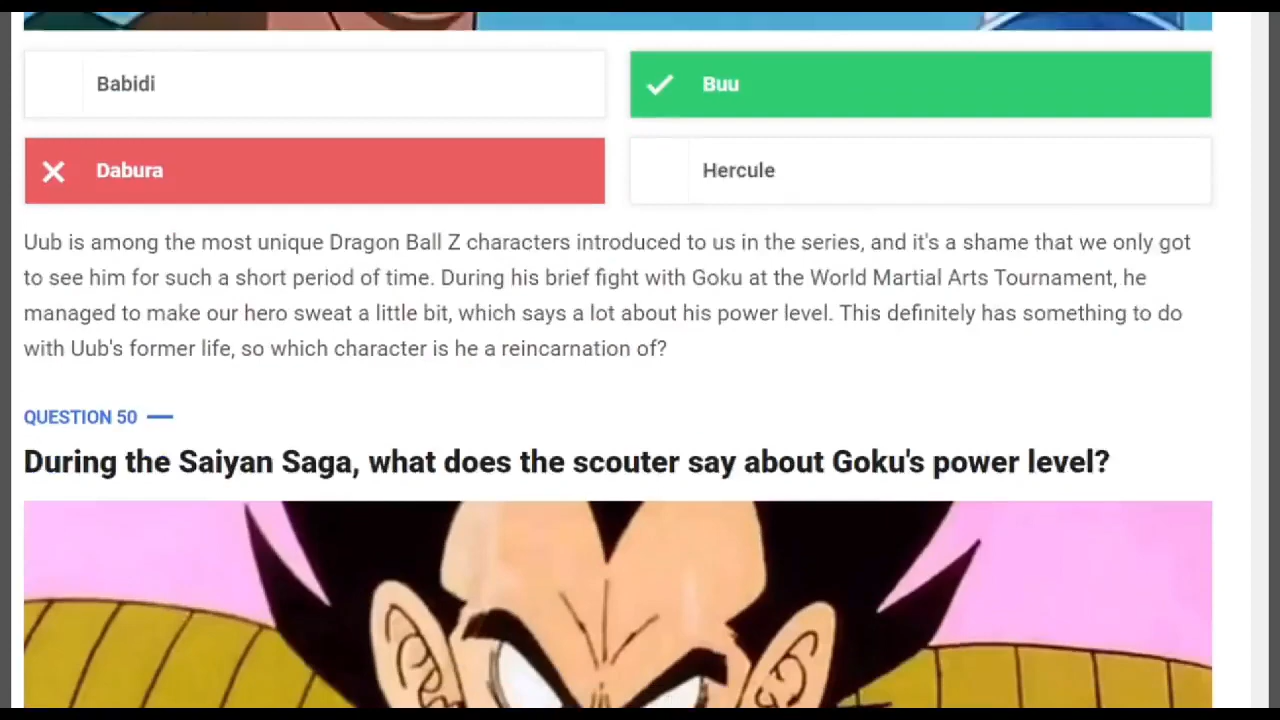 Babidi
Buu
Dabura
Hercule
Uub is among the most unique Dragon Ball Z characters introduced to us in the series, and it's a shame that we only got
to see him for such a short period of time. During his brief fight with Goku at the World Martial Arts Tournament, he
managed to make our hero sweat a little bit, which says a lot about his power level. This definitely has something to do
with Uub's former life, so which character is he a reincarnation of?
QUESTION 50
During the Saiyan Saga, what does the scouter say about Goku's power level?